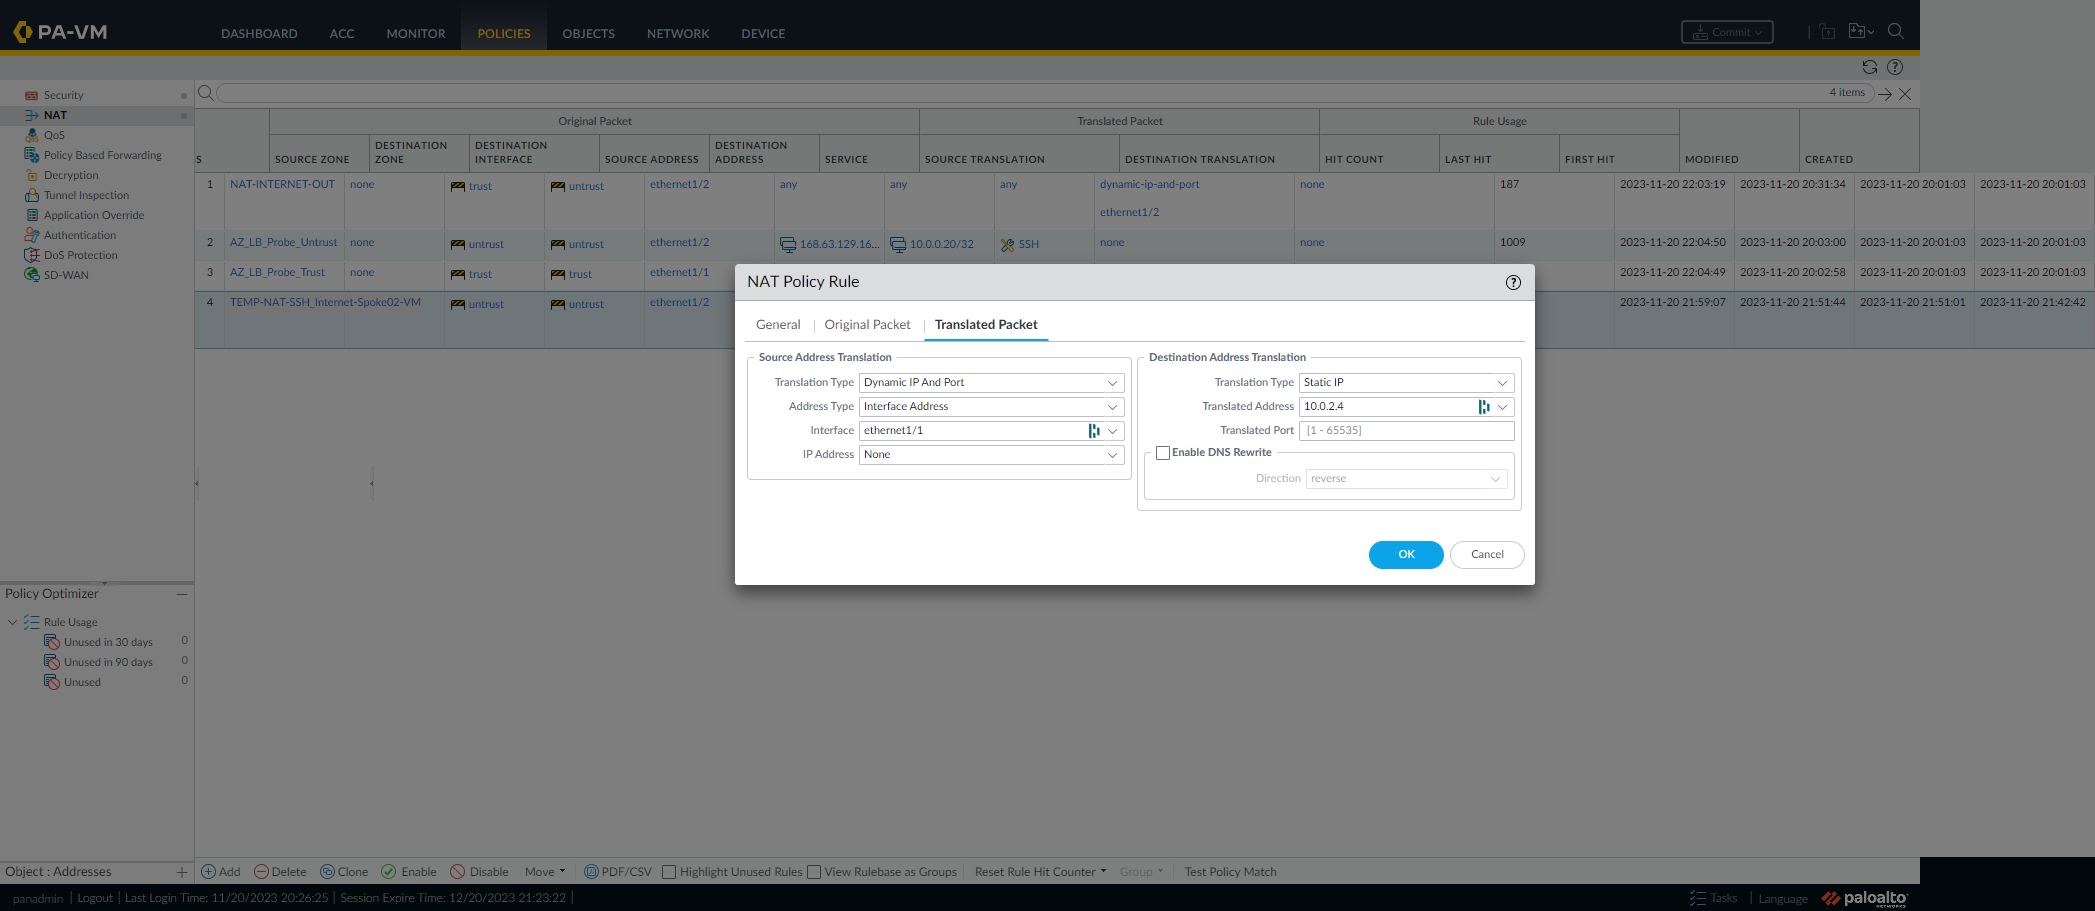 PA-VM
DASHBOARD ACC MONITOR POLICIES OBJECTS NETWORK DEVICE
Commit
Security
NAT
QoS
Policy Based Forwarding
Decryption
Tunnel Inspection
Application Override
Authentication
DoS Protection
SD-WAN
4 items
Original Packet Translated Packet Rule Usage
S SOURCE ZONE DESTINATION ZONE DESTINATION INTERFACE SOURCE ADDRESS DESTINATION ADDRESS SERVICE SOURCE TRANSLATION DESTINATION TRANSLATION HIT COUNT LAST HIT FIRST HIT MODIFIED CREATED
1 NAT-INTERNET-OUT none trust untrust ethernet1/2 any any any dynamic-ip-and-port none 187 2023-11-20 22:03:19 2023-11-20 20:31:34 2023-11-20 20:01:03 2023-11-20 20:01:03
ethernet1/2
2 AZ_LB_Probe_Untrust none untrust untrust ethernet1/2 168.63.129.16... 10.0.0.20/32 SSH none none 1009 2023-11-20 22:04:50 2023-11-20 20:03:00 2023-11-20 20:01:03 2023-11-20 20:01:03
3 AZ_LB_Probe_Trust none trust trust ethernet1/1 2023-11-20 22:04:49 2023-11-20 20:02:58 2023-11-20 20:01:03 2023-11-20 20:01:03
4 TEMP-NAT-SSH_Internet-Spoke02-VM untrust untrust ethernet1/2 2023-11-20 21:59:07 2023-11-20 21:51:44 2023-11-20 21:51:01 2023-11-20 21:42:42
NAT Policy Rule
General Original Packet Translated Packet
Source Address Translation
Translation Type Dynamic IP And Port
Address Type Interface Address
Interface ethernet1/1
IP Address None
Destination Address Translation
Translation Type Static IP
Translated Address 10.0.2.4
Translated Port [1 - 65535]
Enable DNS Rewrite
Direction reverse
OK Cancel
Policy Optimizer
Rule Usage
Unused in 30 days 0
Unused in 90 days 0
Unused 0
Object : Addresses
Add Delete Clone Enable Disable Move PDF/CSV Highlight Unused Rules View Rulebase as Groups Reset Rule Hit Counter Group Test Policy Match
panadmin | Logout | Last Login Time: 11/20/2023 20:26:25 | Session Expire Time: 12/20/2023 21:23:22 |
Tasks | Language paloalto NETWORKS